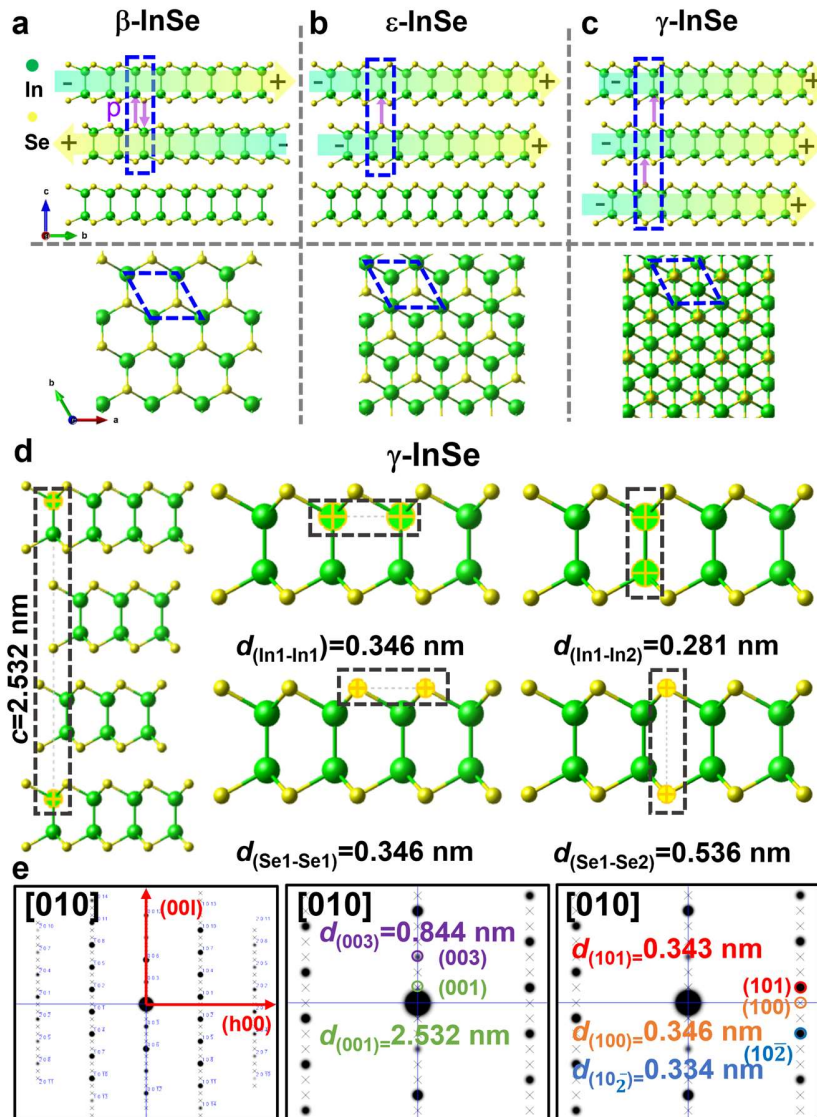 a β-InSe
b ε-InSe
c γ-InSe
In
Se
p
- +
+ -
- +
- +
- +
- +
- +
c
a b
b
a
d γ-InSe
c=2.532 nm
d(In1-In1)=0.346 nm
d(In1-In2)=0.281 nm
d(Se1-Se1)=0.346 nm
d(Se1-Se2)=0.536 nm
e
[010]
(00l)
(h00)
[010]
d(003)=0.844 nm
(003)
(001)
d(001)=2.532 nm
[010]
d(101)=0.343 nm
(101)
(100)
d(100)=0.346 nm
(102̄)
d(102̄)=0.334 nm